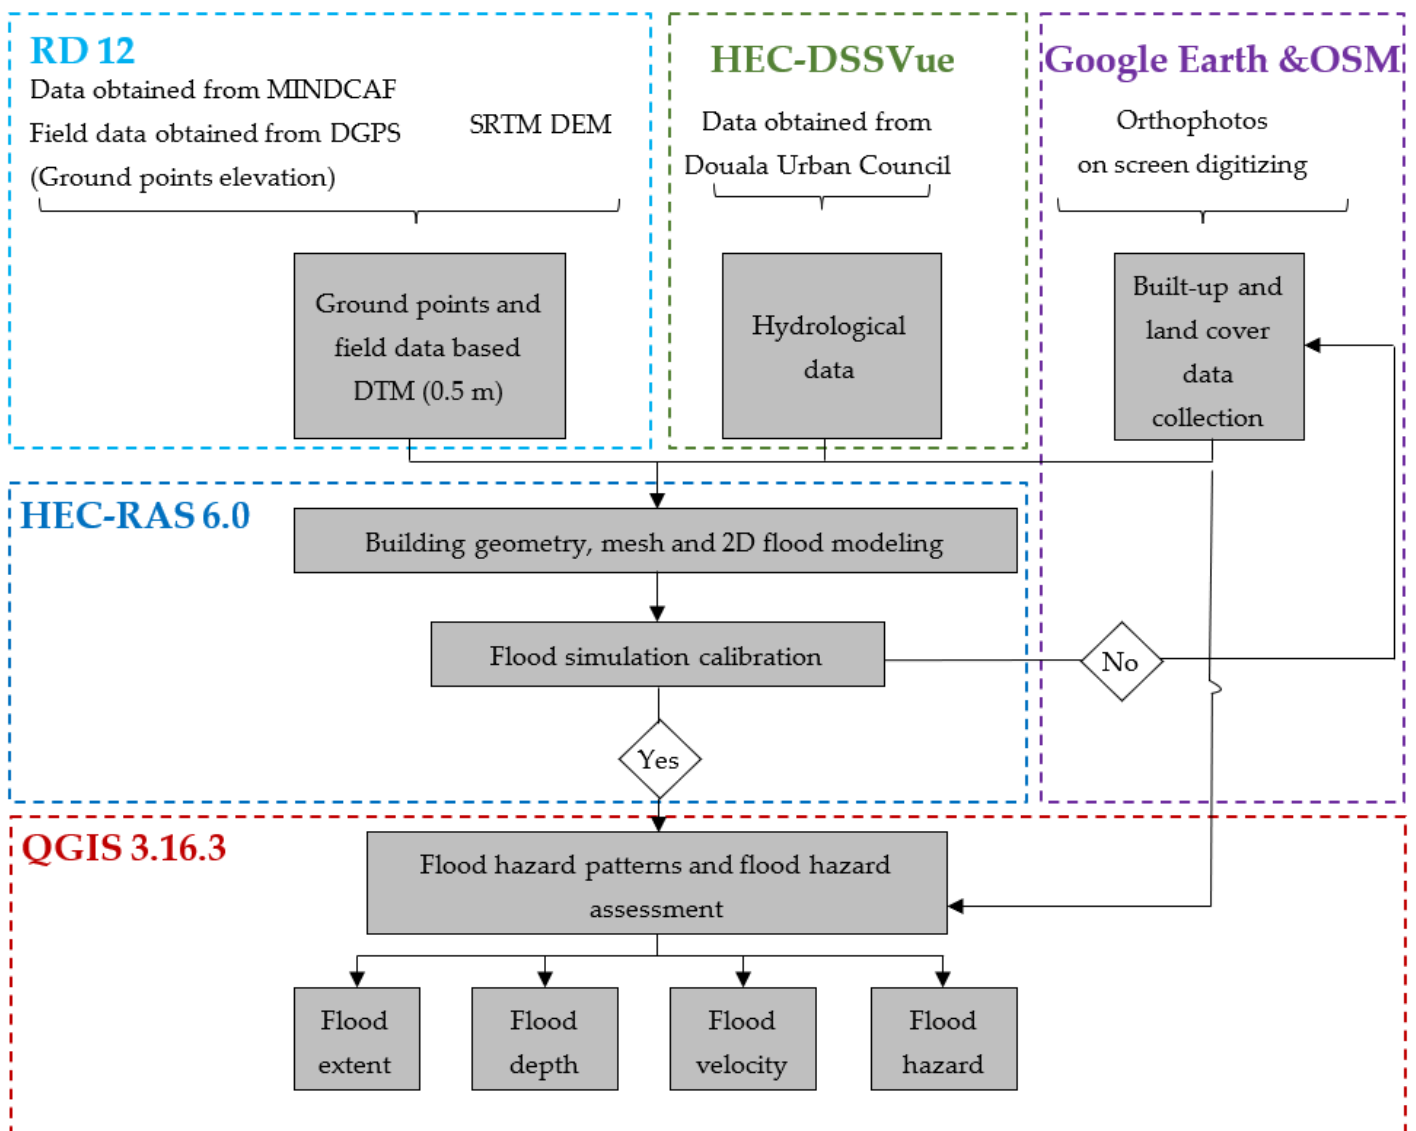 RD 12
Data obtained from MINDCAF
Field data obtained from DGPS
(Ground points elevation)
SRTM DEM
Ground points and
field data based
DTM (0.5 m)
HEC-DSSVue
Data obtained from
Douala Urban Council
Hydrological
data
Google Earth &OSM
Orthophotos
on screen digitizing
Built-up and
land cover
data
collection
HEC-RAS 6.0
Building geometry, mesh and 2D flood modeling
Flood simulation calibration
No
Yes
QGIS 3.16.3
Flood hazard patterns and flood hazard
assessment
Flood
extent
Flood
depth
Flood
velocity
Flood
hazard